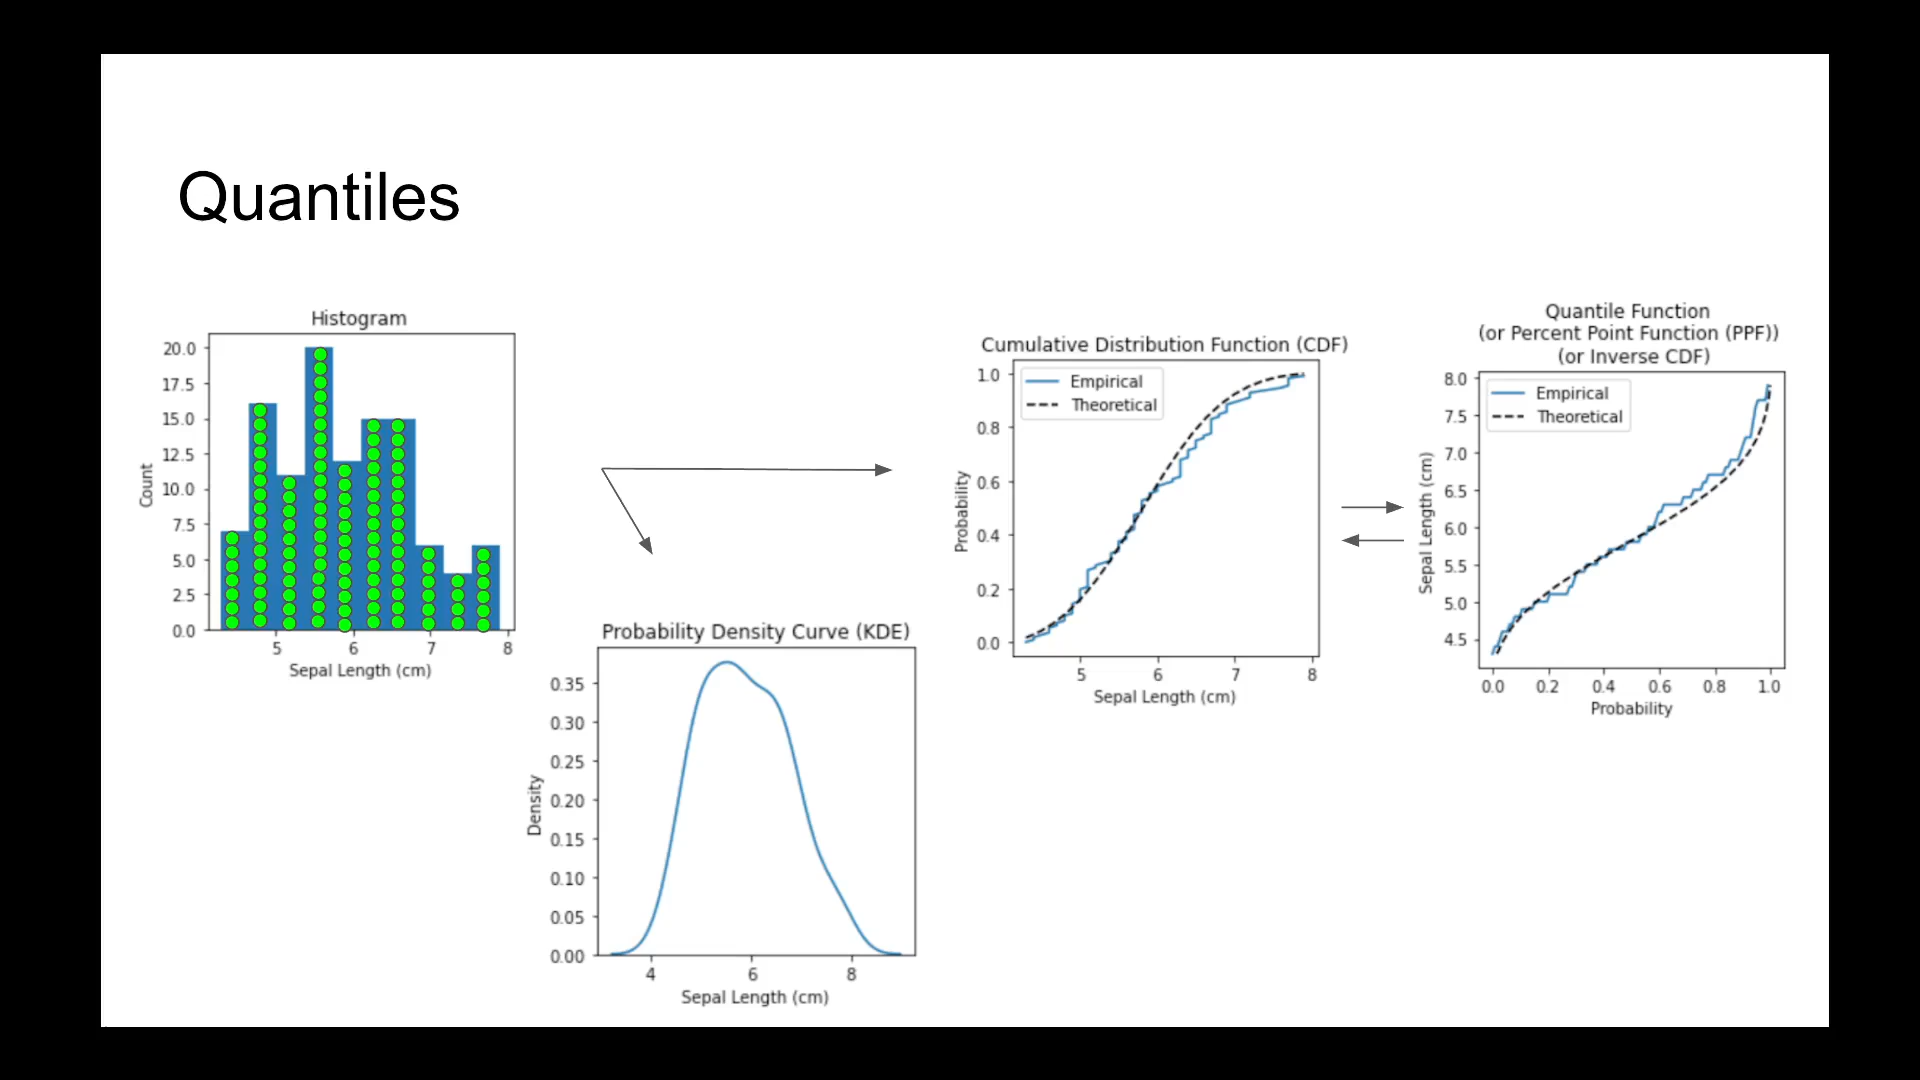 Quantiles
Histogram
20.0
17.5
15.0
12.5
10.0
7.5
5.0
2.5
0.0
Count
5 6 7 8
Sepal Length (cm)
Probability Density Curve (KDE)
0.35
0.30
0.25
0.20
0.15
0.10
0.05
0.00
Density
4 6 8
Sepal Length (cm)
Cumulative Distribution Function (CDF)
Empirical
Theoretical
1.0
0.8
0.6
0.4
0.2
0.0
Probability
5 6 7 8
Sepal Length (cm)
Quantile Function
(or Percent Point Function (PPF))
(or Inverse CDF)
Empirical
Theoretical
8.0
7.5
7.0
6.5
6.0
5.5
5.0
4.5
Sepal Length (cm)
0.0 0.2 0.4 0.6 0.8 1.0
Probability